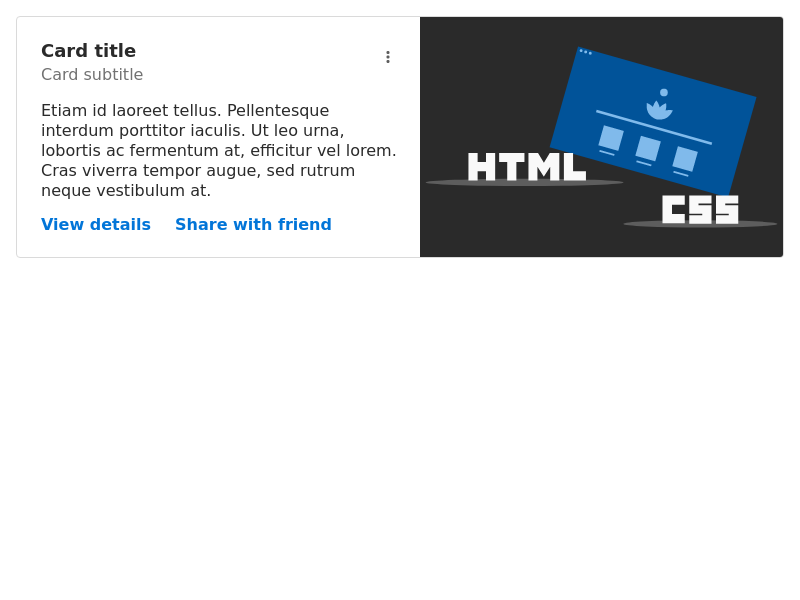 Card title
Card subtitle
Etiam id laoreet tellus. Pellentesque
interdum porttitor iaculis. Ut leo urna,
lobortis ac fermentum at, efficitur vel lorem.
Cras viverra tempor augue, sed rutrum
neque vestibulum at.
View details Share with friend
HTML
CSS